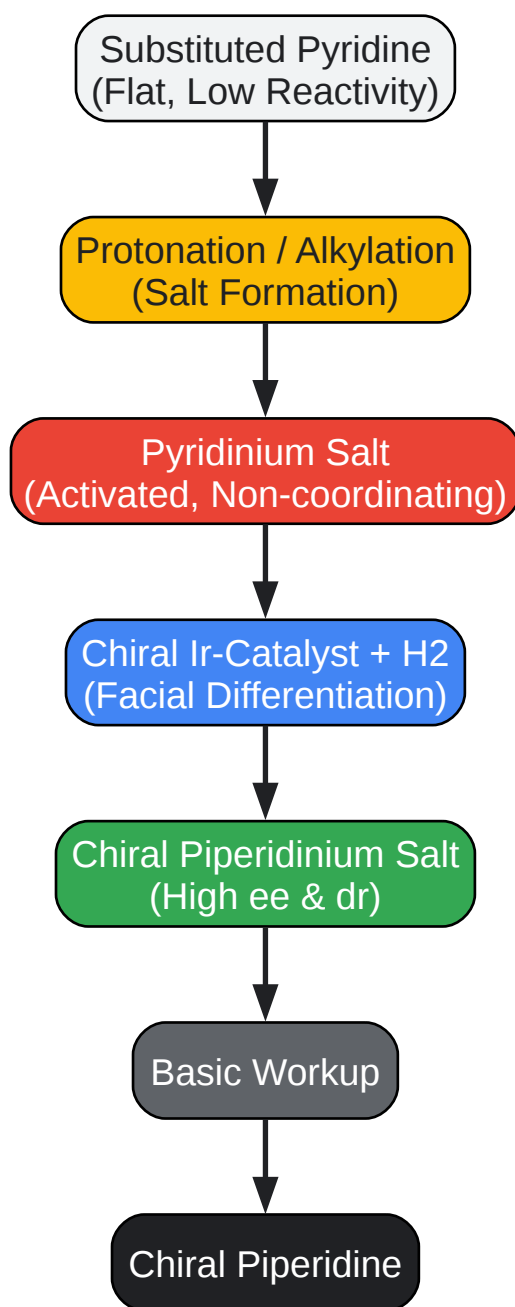 Substituted Pyridine
(Flat, Low Reactivity)
Protonation / Alkylation
(Salt Formation)
Pyridinium Salt
(Activated, Non-coordinating)
Chiral Ir-Catalyst + H2
(Facial Differentiation)
Chiral Piperidinium Salt
(High ee & dr)
Basic Workup
Chiral Piperidine